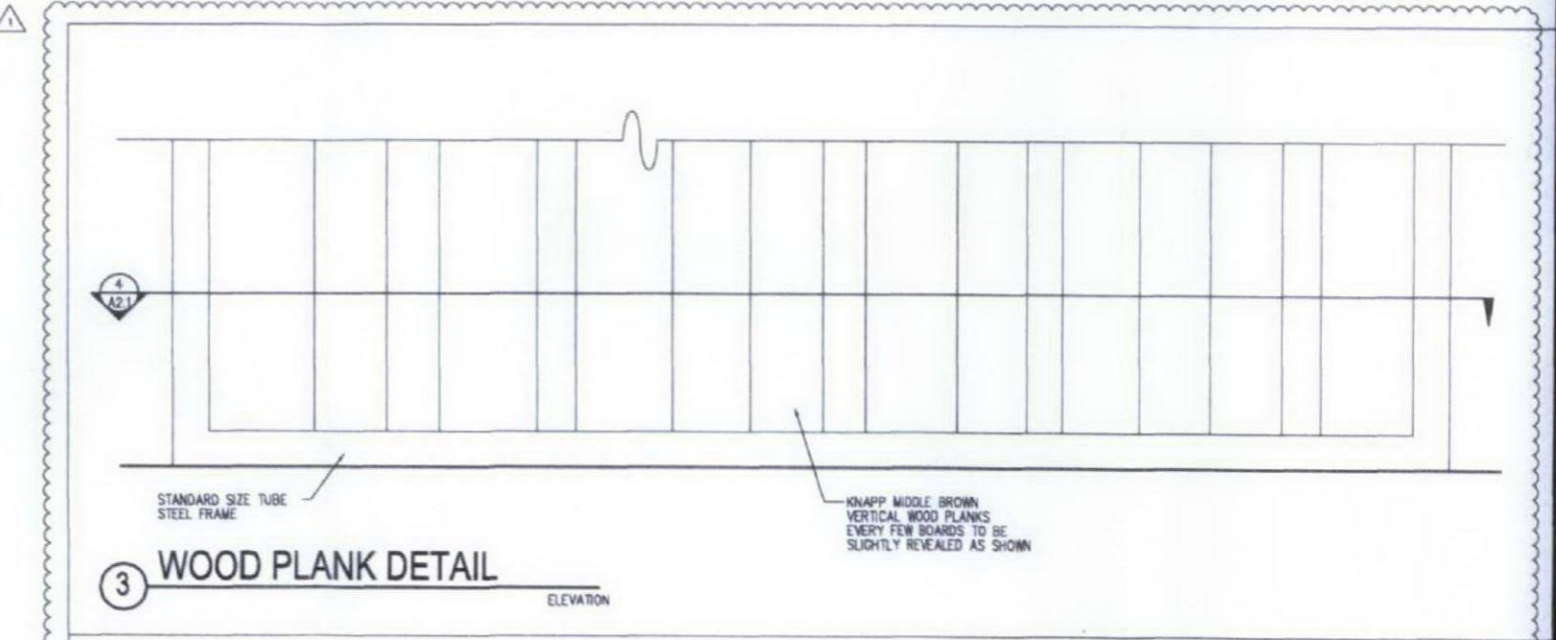 1
4
A2.1
STANDARD SIZE TUBE
STEEL FRAME
KNAPP MIDDLE BROWN
VERTICAL WOOD PLANKS
EVERY FEW BOARDS TO BE
SLIGHTLY REVEALED AS SHOWN
3 WOOD PLANK DETAIL
ELEVATION